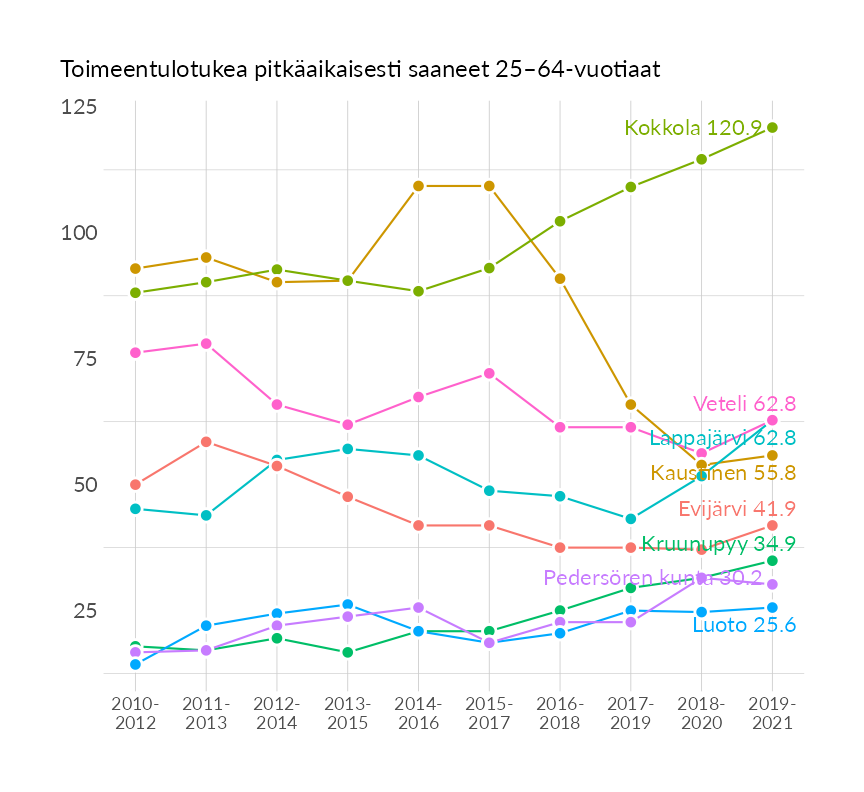 Toimeentulotukea pitkäaikaisesti saaneet 25–64-vuotiaat
125
Kokkola 120.9
100
75
Veteli 62.8
Lappajärvi 62.8
Kaustinen 55.8
50
Evijärvi 41.9
Kruunupyy 34.9
Pedersören kunta 30.2
25
Luoto 25.6
2010- 2011- 2012- 2013- 2014- 2015- 2016- 2017- 2018- 2019-
2012 2013 2014 2015 2016 2017 2018 2019 2020 2021